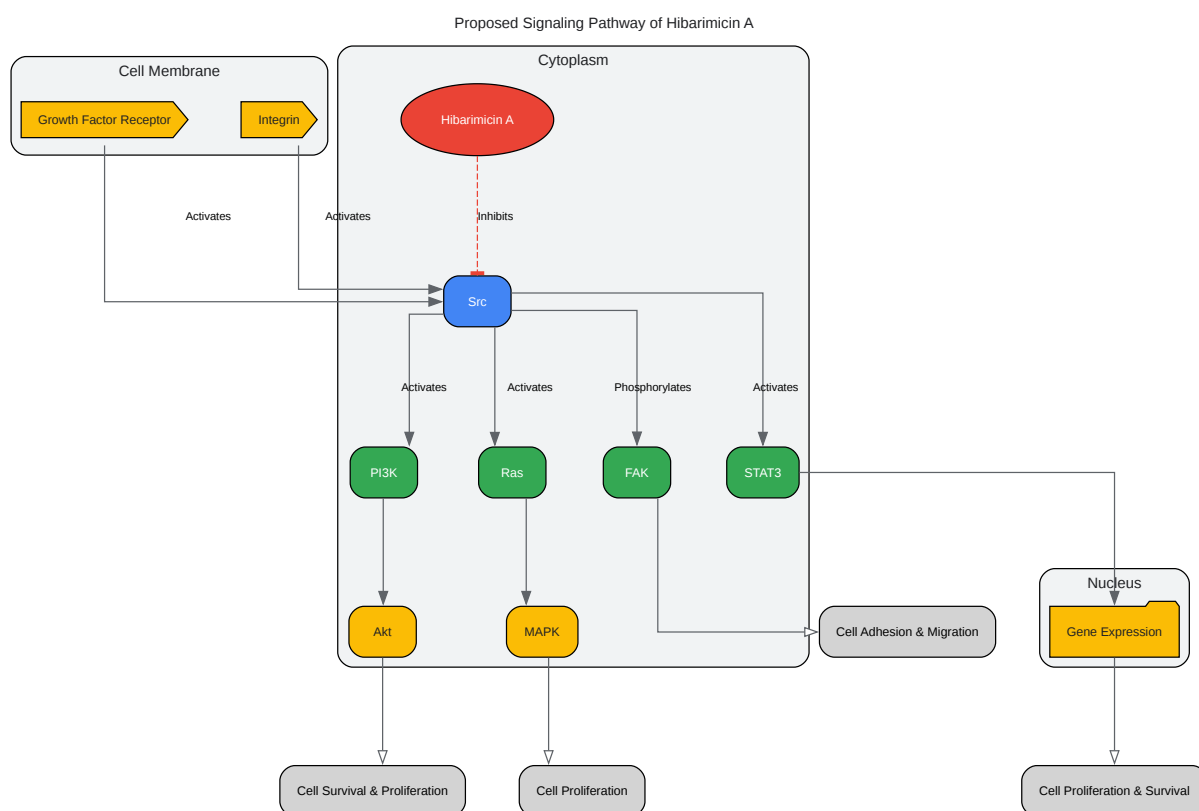 Proposed Signaling Pathway of Hibarimicin A
Cell Membrane
Cytoplasm
Growth Factor Receptor
Integrin
Hibarimicin A
Activates
Activates
Inhibits
Src
Activates
Activates
Phosphorylates
Activates
PI3K
Ras
FAK
STAT3
Nucleus
Akt
MAPK
Cell Adhesion & Migration
Gene Expression
Cell Survival & Proliferation
Cell Proliferation
Cell Proliferation & Survival